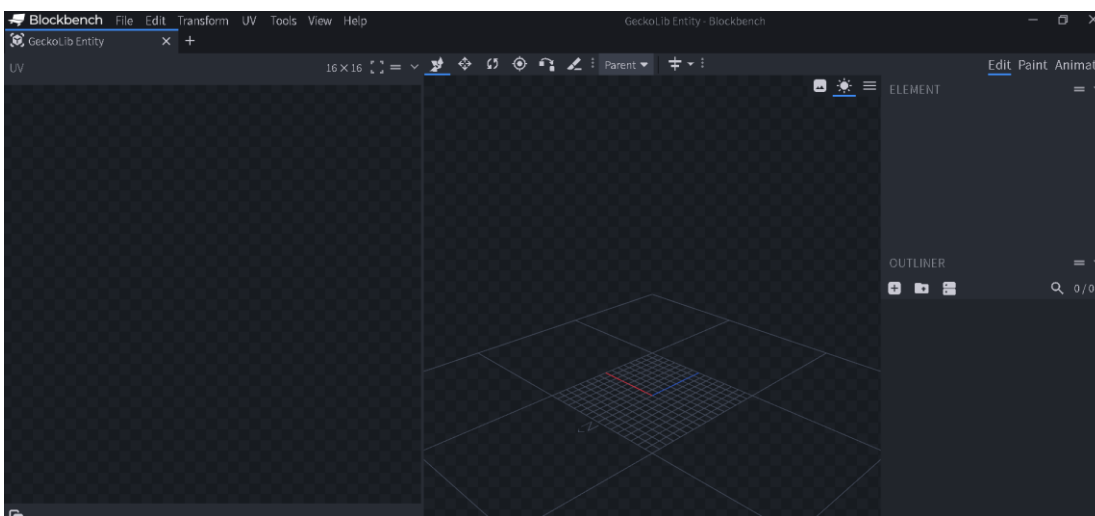 Blockbench File Edit Transform UV Tools View Help GeckoLib Entity - Blockbench
GeckoLib Entity
UV 16×16 Parent Edit Paint Animat
ELEMENT
OUTLINER
0/0